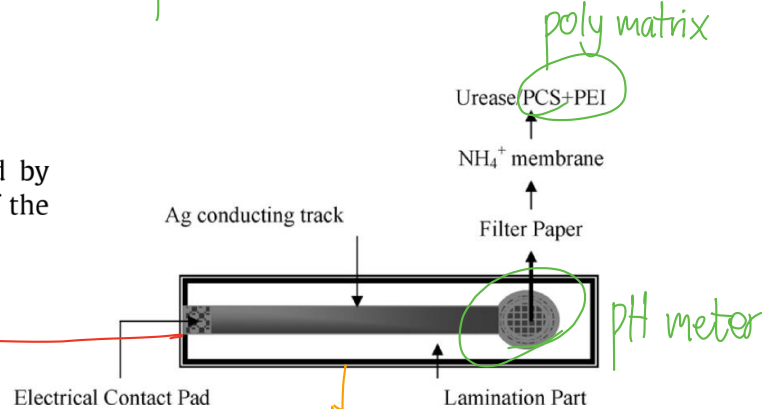 poly matrix
Urease/PCS+PEI
NH₄⁺ membrane
d by
f the
Ag conducting track
Filter Paper
pH meter
Electrical Contact Pad
Lamination Part